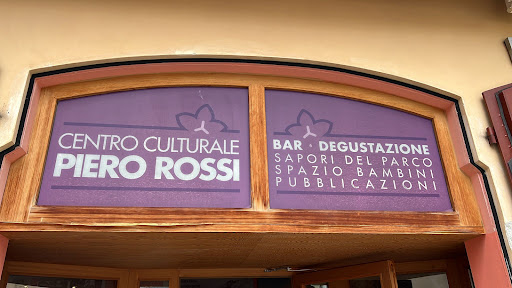 CENTRO CULTURALE
PIERO ROSSI
BAR · DEGUSTAZIONE
SAPORI DEL PARCO
SPAZIO BAMBINI
PUBBLICAZIONI